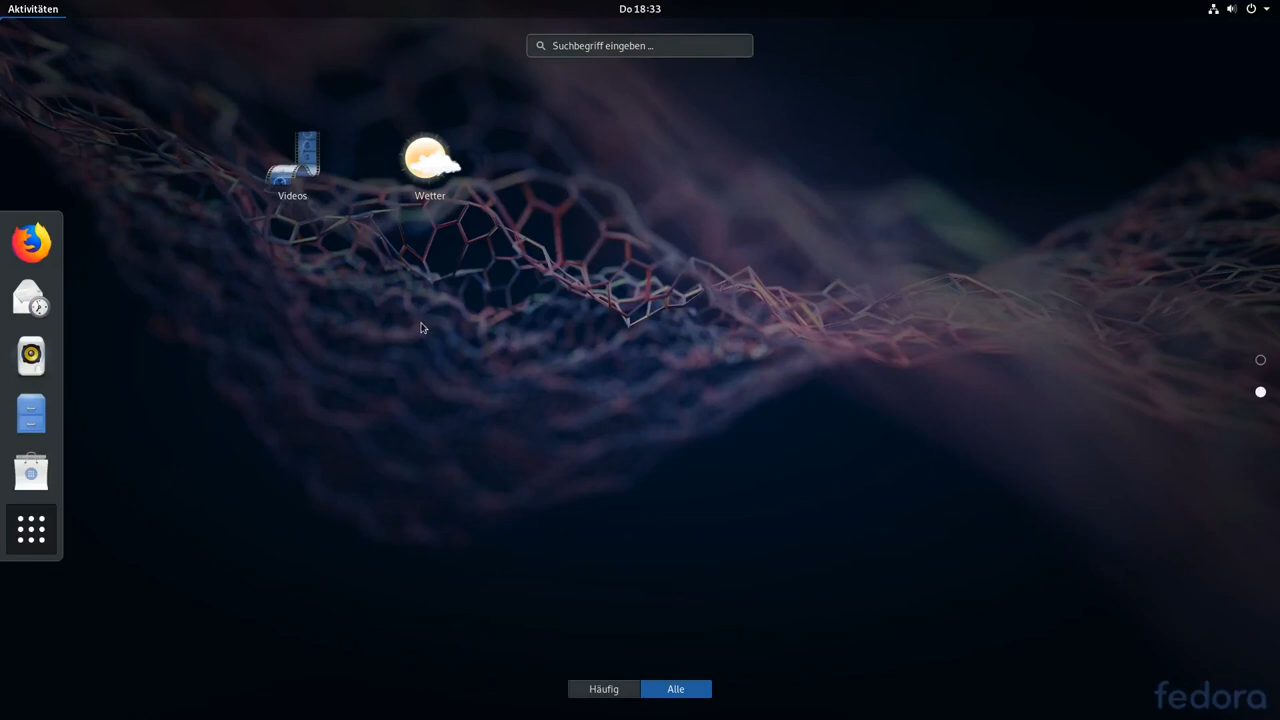 Aktivitäten
Do 18:33
Suchbegriff eingeben …
Videos
Wetter
Häufig
Alle
fedora